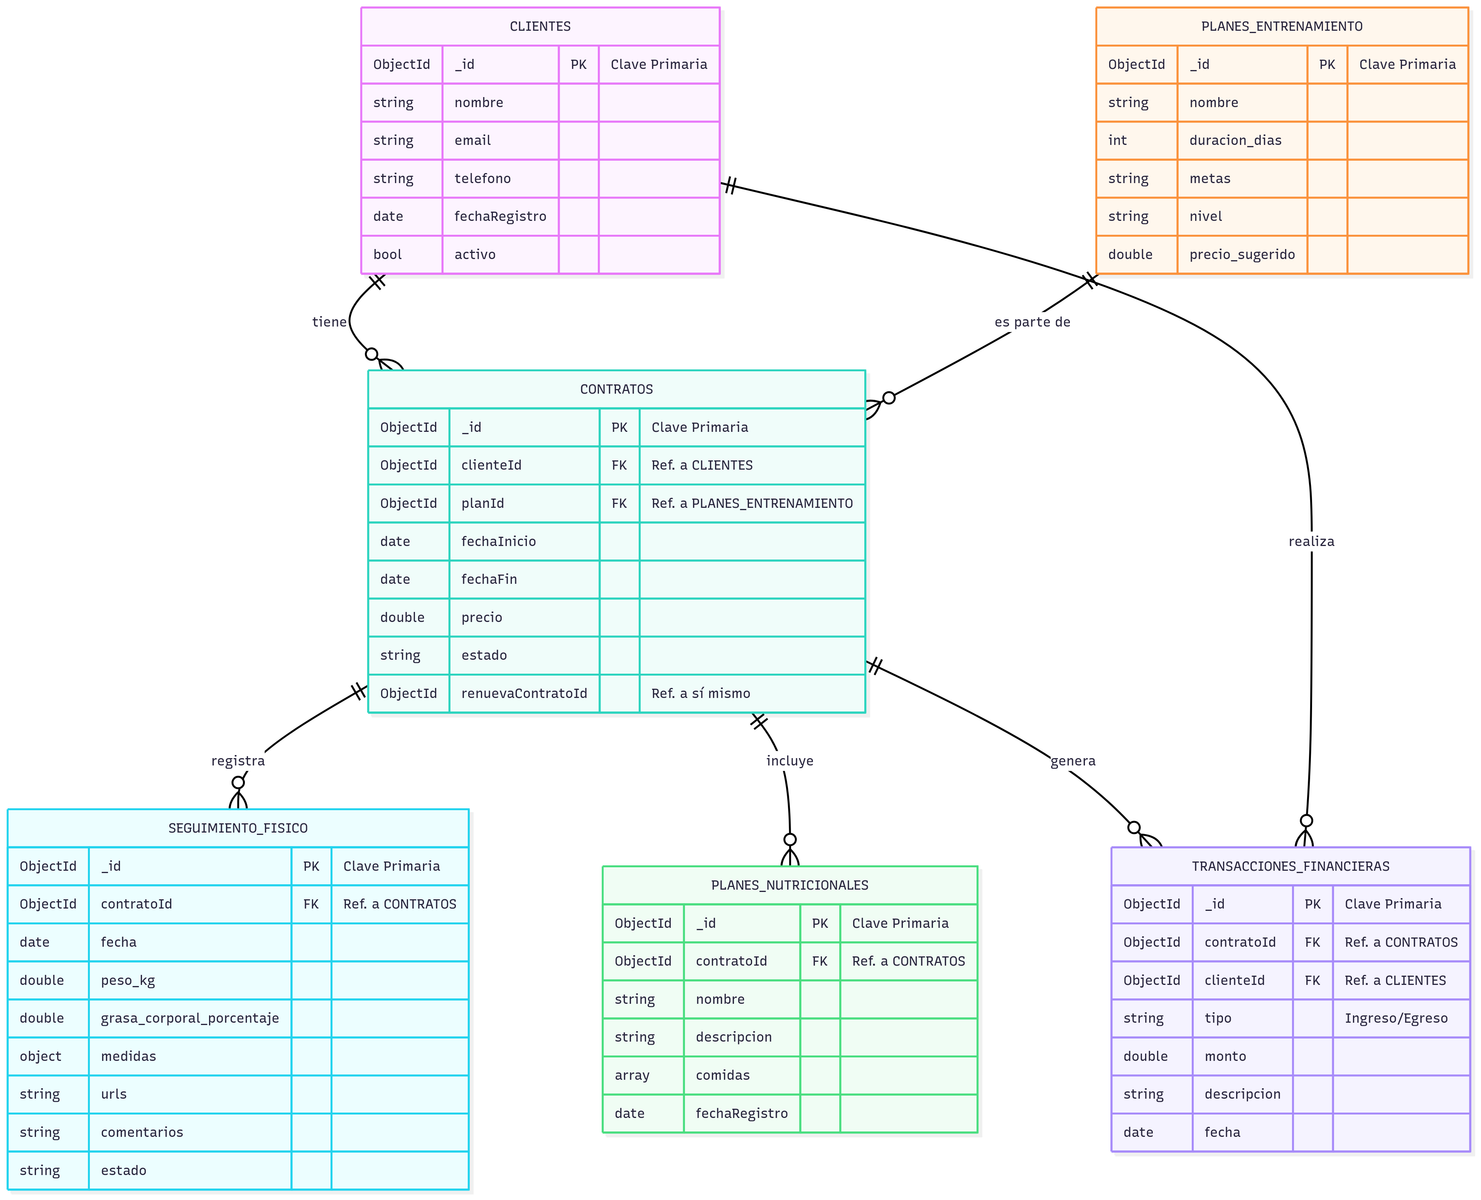 CLIENTES
ObjectId _id PK Clave Primaria
string nombre
string email
string telefono
date fechaRegistro
bool activo
PLANES_ENTRENAMIENTO
ObjectId _id PK Clave Primaria
string nombre
int duracion_dias
string metas
string nivel
double precio_sugerido
tiene
es parte de
CONTRATOS
ObjectId _id PK Clave Primaria
ObjectId clienteId FK Ref. a CLIENTES
ObjectId planId FK Ref. a PLANES_ENTRENAMIENTO
date fechaInicio
date fechaFin
double precio
string estado
ObjectId renuevaContratoId Ref. a sí mismo
realiza
registra
incluye
genera
SEGUIMIENTO_FISICO
ObjectId _id PK Clave Primaria
ObjectId contratoId FK Ref. a CONTRATOS
date fecha
double peso_kg
double grasa_corporal_porcentaje
object medidas
string urls
string comentarios
string estado
PLANES_NUTRICIONALES
ObjectId _id PK Clave Primaria
ObjectId contratoId FK Ref. a CONTRATOS
string nombre
string descripcion
array comidas
date fechaRegistro
TRANSACCIONES_FINANCIERAS
ObjectId _id PK Clave Primaria
ObjectId contratoId FK Ref. a CONTRATOS
ObjectId clienteId FK Ref. a CLIENTES
string tipo Ingreso/Egreso
double monto
string descripcion
date fecha